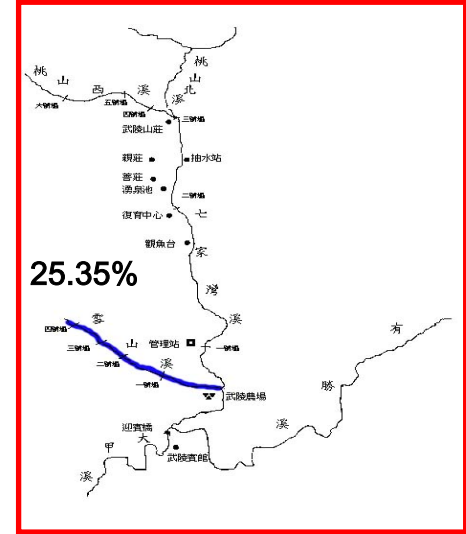 桃山西溪
桃山北溪
六號壩
五號壩
四號壩
三號壩
武陵山莊
觀莊
抽水站
普莊
湧泉池
二號壩
復育中心
七家灣溪
觀魚台
25.35%
雪山溪
有勝溪
四號壩
三號壩
管理站
一號壩
二號壩
一號壩
武陵農場
迎賓橋
大甲溪
武陵賓館